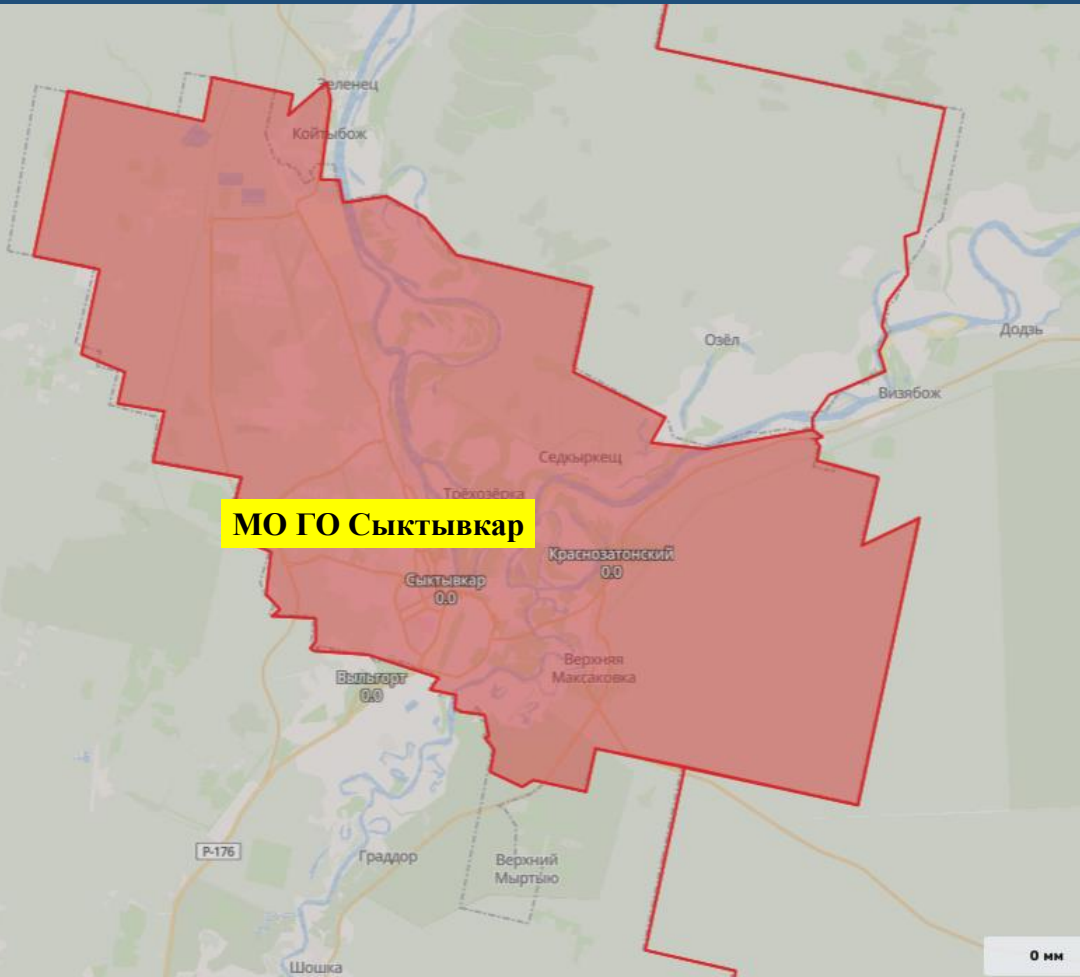 Зеленец
Койтыбож
Озёл
Додзь
Визябож
Седкыркещ
Трёхозёрка
МО ГО Сыктывкар
Краснозатонский
0.0
Сыктывкар
0.0
Верхняя
Максаковка
Выльгорт
0.0
Р-176
Граддор
Верхний
Мыртыю
0 мм
Шошка